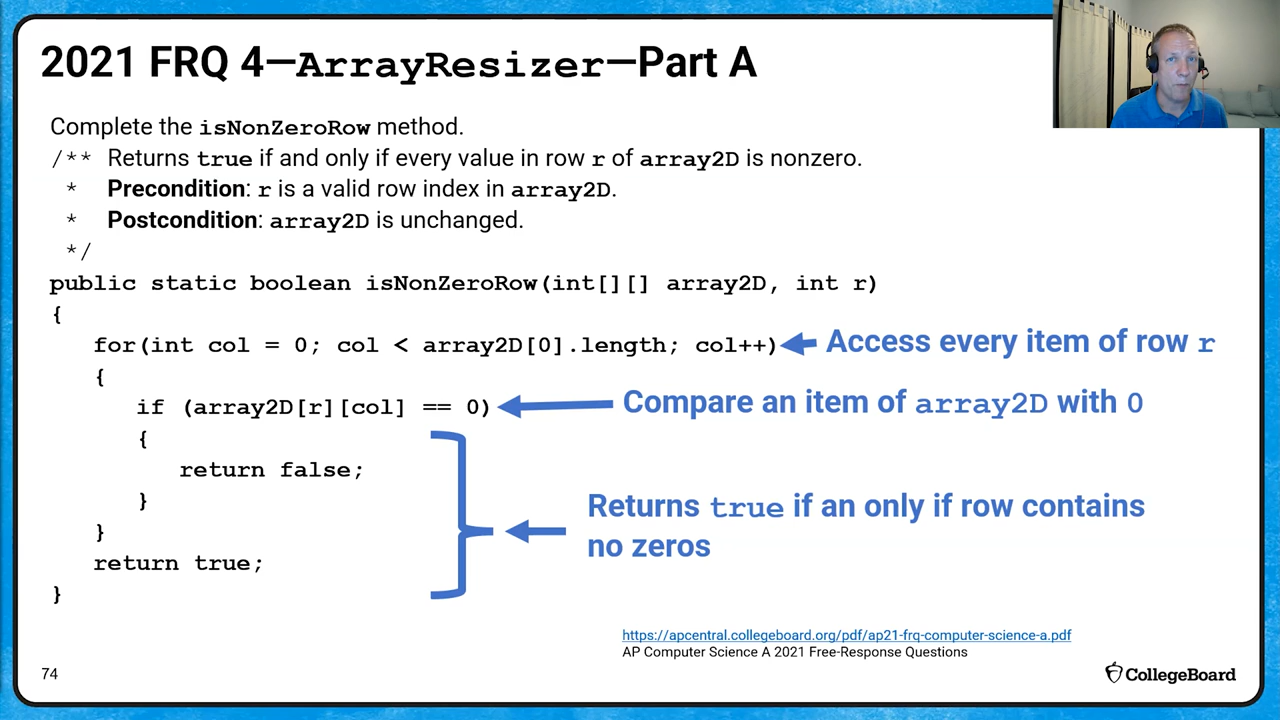 2021 FRQ 4—ArrayResizer—Part A
Complete the isNonZeroRow method.
/** Returns true if and only if every value in row r of array2D is nonzero.
* Precondition: r is a valid row index in array2D.
* Postcondition: array2D is unchanged.
*/
public static boolean isNonZeroRow(int[][] array2D, int r)
{
for(int col = 0; col < array2D[0].length; col++)
Access every item of row r
{
if (array2D[r][col] == 0)
Compare an item of array2D with 0
{
return false;
}
Returns true if an only if row contains
no zeros
}
return true;
}
https://apcentral.collegeboard.org/pdf/ap21-frq-computer-science-a.pdf
AP Computer Science A 2021 Free-Response Questions
74
CollegeBoard